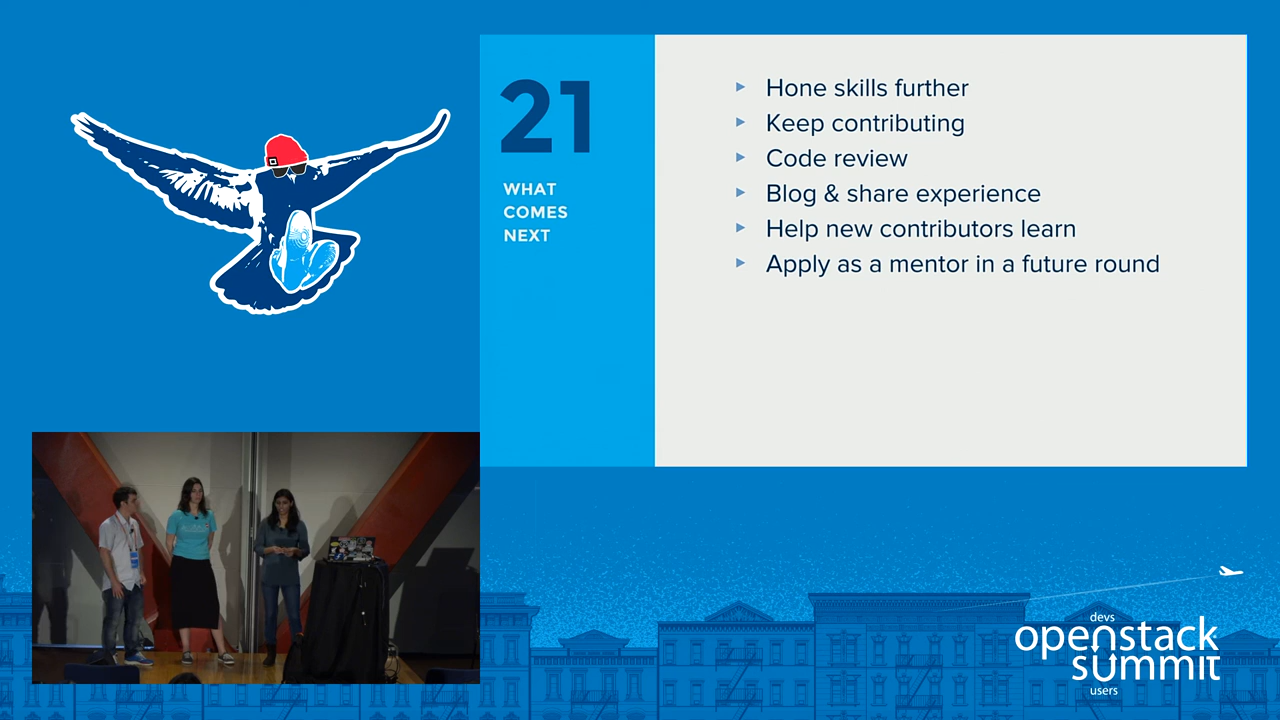 21
WHAT
COMES
NEXT
Hone skills further
Keep contributing
Code review
Blog & share experience
Help new contributors learn
Apply as a mentor in a future round
devs
openstack
summit
users